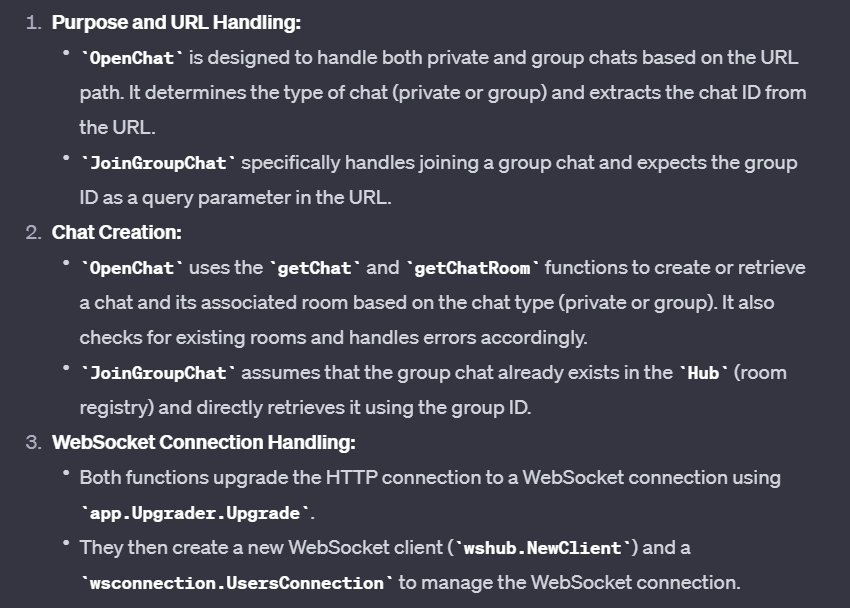 1. Purpose and URL Handling:
• `OpenChat` is designed to handle both private and group chats based on the URL
path. It determines the type of chat (private or group) and extracts the chat ID from
the URL.
• `JoinGroupChat` specifically handles joining a group chat and expects the group
ID as a query parameter in the URL.
2. Chat Creation:
• `OpenChat` uses the `getChat` and `getChatRoom` functions to create or retrieve
a chat and its associated room based on the chat type (private or group). It also
checks for existing rooms and handles errors accordingly.
• `JoinGroupChat` assumes that the group chat already exists in the `Hub` (room
registry) and directly retrieves it using the group ID.
3. WebSocket Connection Handling:
• Both functions upgrade the HTTP connection to a WebSocket connection using
`app.Upgrader.Upgrade`.
• They then create a new WebSocket client (`wshub.NewClient`) and a
`wsconnection.UsersConnection` to manage the WebSocket connection.